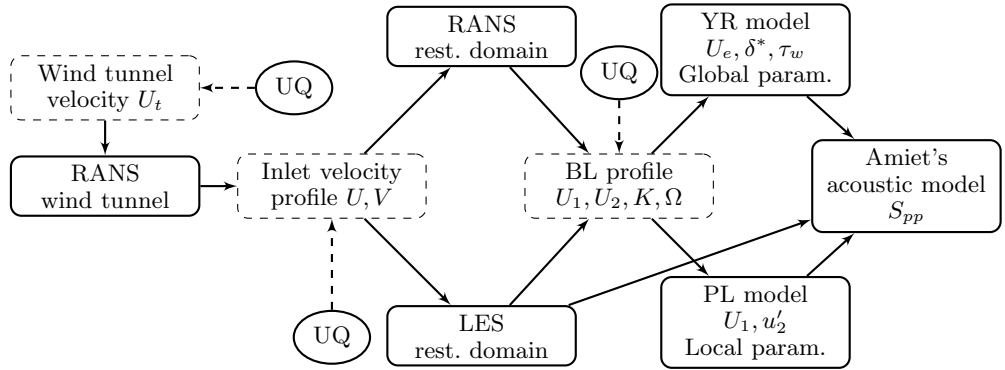 Wind tunnel
velocity U_t
UQ
RANS
wind tunnel
Inlet velocity
profile U, V
UQ
RANS
rest. domain
LES
rest. domain
UQ
BL profile
U_1, U_2, K, Ω
YR model
U_e, δ*, τ_w
Global param.
PL model
U_1, u'_2
Local param.
Amiet's
acoustic model
S_pp